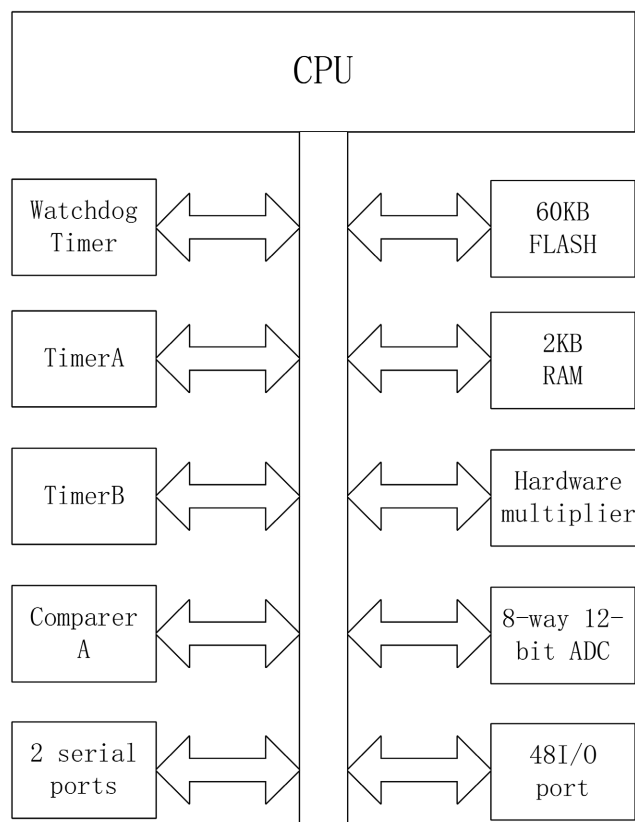 CPU
Watchdog
Timer
60KB
FLASH
TimerA
2KB
RAM
TimerB
Hardware
multiplier
Comparer
A
8-way 12-
bit ADC
2 serial
ports
48I/O
port